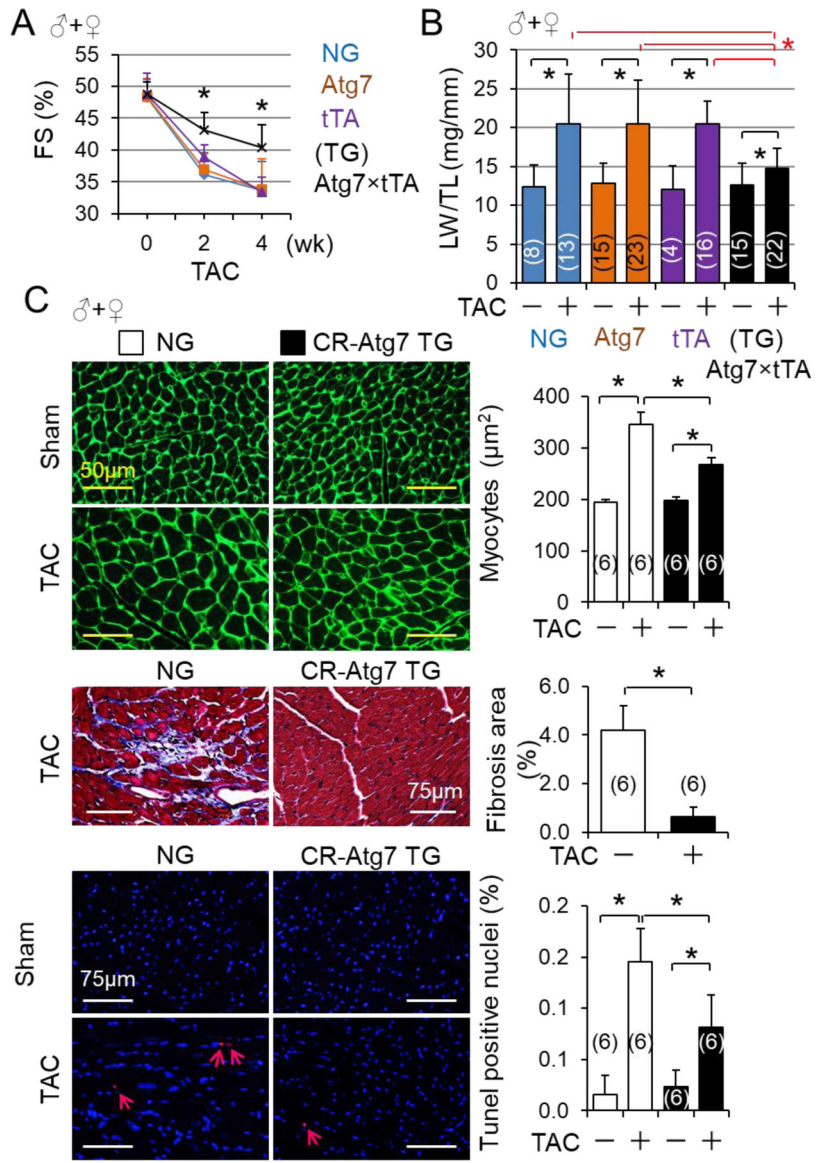 A ♂+♀
FS (%)
55
50
45
40
35
30
* *
0 2 4 (wk)
TAC
NG
Atg7
tTA
(TG)
Atg7×tTA
B ♂+♀
LW/TL (mg/mm)
30
25
20
15
10
5
0
* * * * *
(8) (13) (15) (23) (4) (16) (15) (22)
TAC − + − + − + − +
NG Atg7 tTA (TG)
Atg7×tTA
C ♂+♀
NG CR-Atg7 TG
Sham
50μm
TAC
Myocytes (μm²)
400
300
200
100
0
* * *
(6) (6) (6) (6)
TAC − + − +
NG CR-Atg7 TG
TAC
75μm
Fibrosis area
(%)
6.0
4.0
2.0
0.0
*
(6) (6)
TAC − +
NG CR-Atg7 TG
Sham
75μm
TAC
Tunel positive nuclei (%)
0.2
0.2
0.1
0.1
0.0
* * *
(6) (6) (6) (6)
TAC − + − +